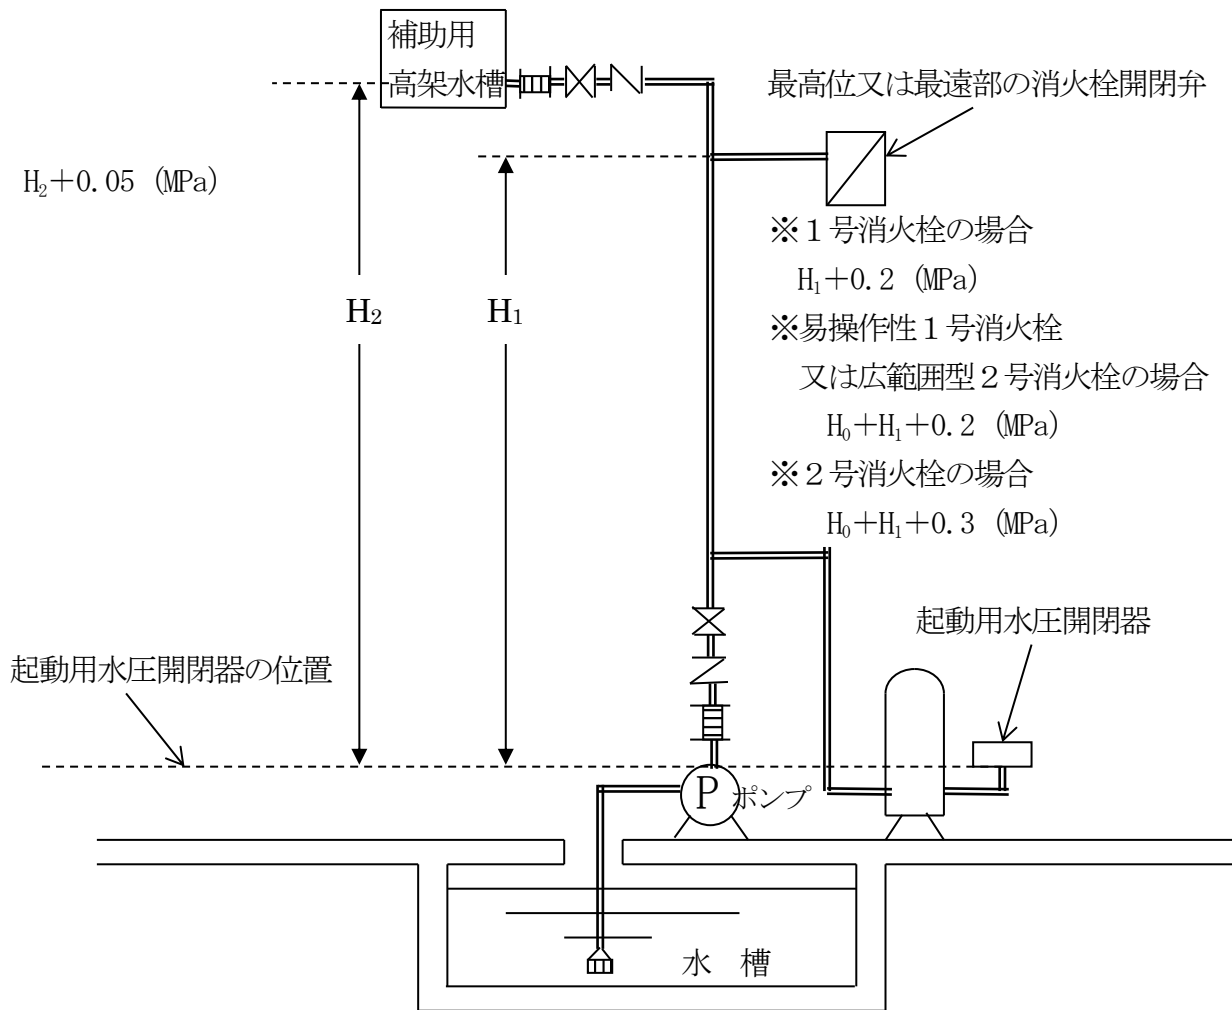 補助用
高架水槽
最高位又は最遠部の消火栓開閉弁
H₂＋0.05 (MPa)
※１号消火栓の場合
H₁＋0.2 (MPa)
※易操作性１号消火栓
又は広範囲型２号消火栓の場合
H₀＋H₁＋0.2 (MPa)
※２号消火栓の場合
H₀＋H₁＋0.3 (MPa)
H₂
H₁
起動用水圧開閉器
起動用水圧開閉器の位置
P ポンプ
水 槽